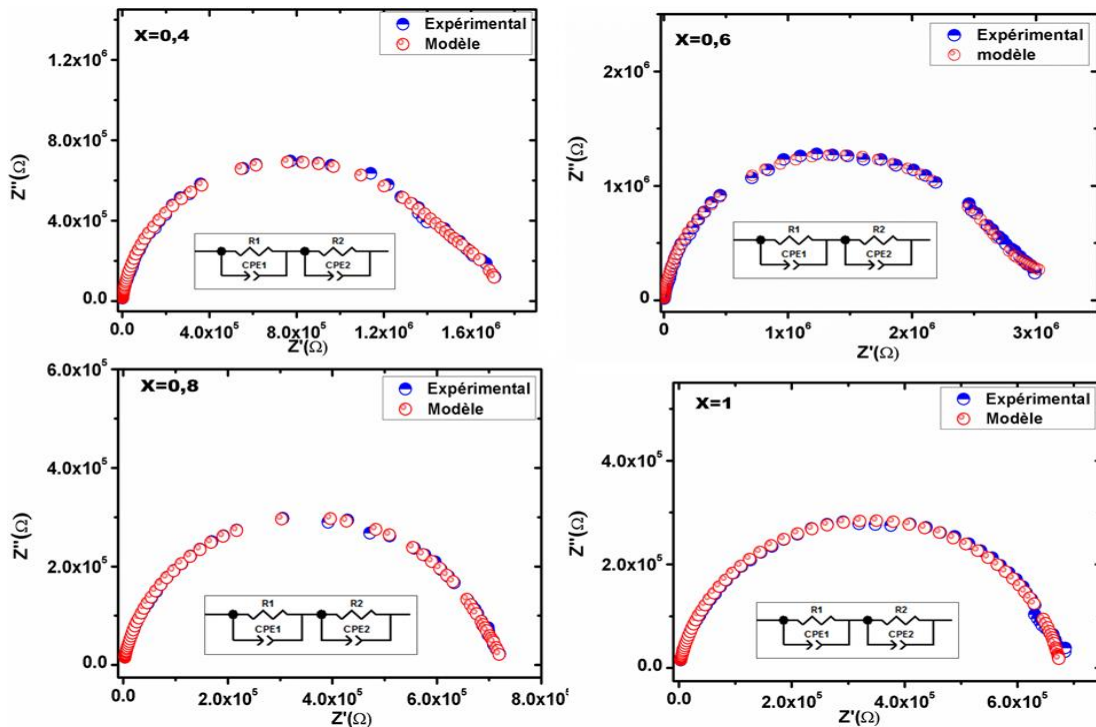 X=0,4
Expérimental
Modèle
1.2x10⁶
8.0x10⁵
4.0x10⁵
0.0
Z''(Ω)
R1
R2
CPE1
CPE2
0.0
4.0x10⁵
8.0x10⁵
1.2x10⁶
1.6x10⁶
Z'(Ω)
X=0,6
Expérimental
modèle
2x10⁶
1x10⁶
0
Z''(Ω)
R1
R2
CPE1
CPE2
0
1x10⁶
2x10⁶
3x10⁶
Z'(Ω)
X=0,8
Expérimental
Modèle
6.0x10⁵
4.0x10⁵
2.0x10⁵
0.0
Z''(Ω)
R1
R2
CPE1
CPE2
0.0
2.0x10⁵
4.0x10⁵
6.0x10⁵
8.0x10
Z'(Ω)
X=1
Expérimental
Modèle
4.0x10⁵
2.0x10⁵
0.0
Z''(Ω)
R1
R2
CPE1
CPE2
0.0
2.0x10⁵
4.0x10⁵
6.0x10⁵
Z'(Ω)